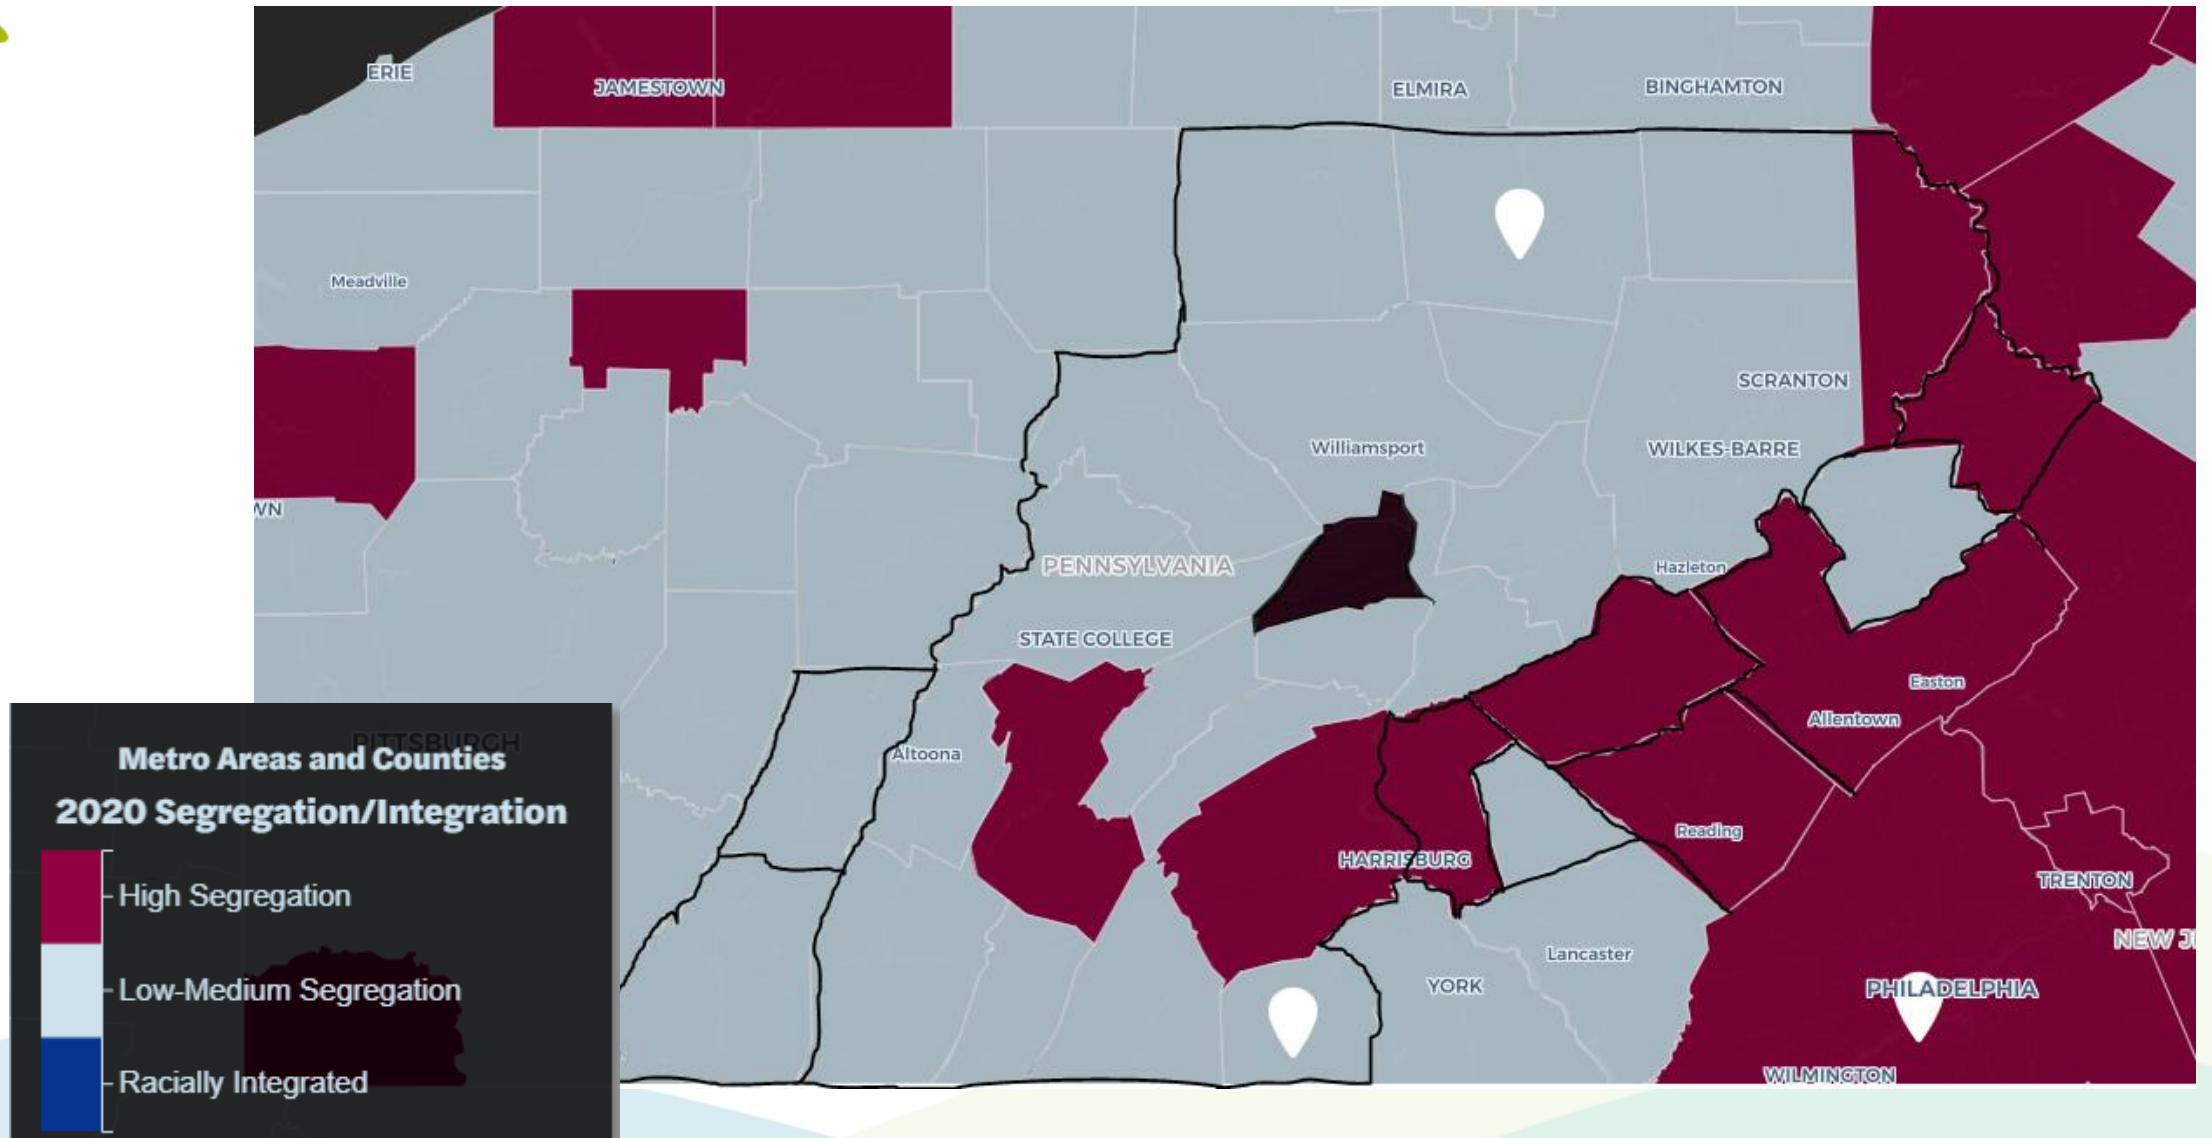 ERIE
JAMESTOWN
ELMIRA
BINGHAMTON
Meadville
SCRANTON
Williamsport
WILKES-BARRE
WN
PENNSYLVANIA
Hazleton
STATE COLLEGE
Easton
Allentown
Altoona
PITTSBURGH
Metro Areas and Counties
2020 Segregation/Integration
High Segregation
Low-Medium Segregation
Racially Integrated
Reading
HARRISBURG
TRENTON
NEW J
Lancaster
YORK
PHILADELPHIA
WILMINGTON